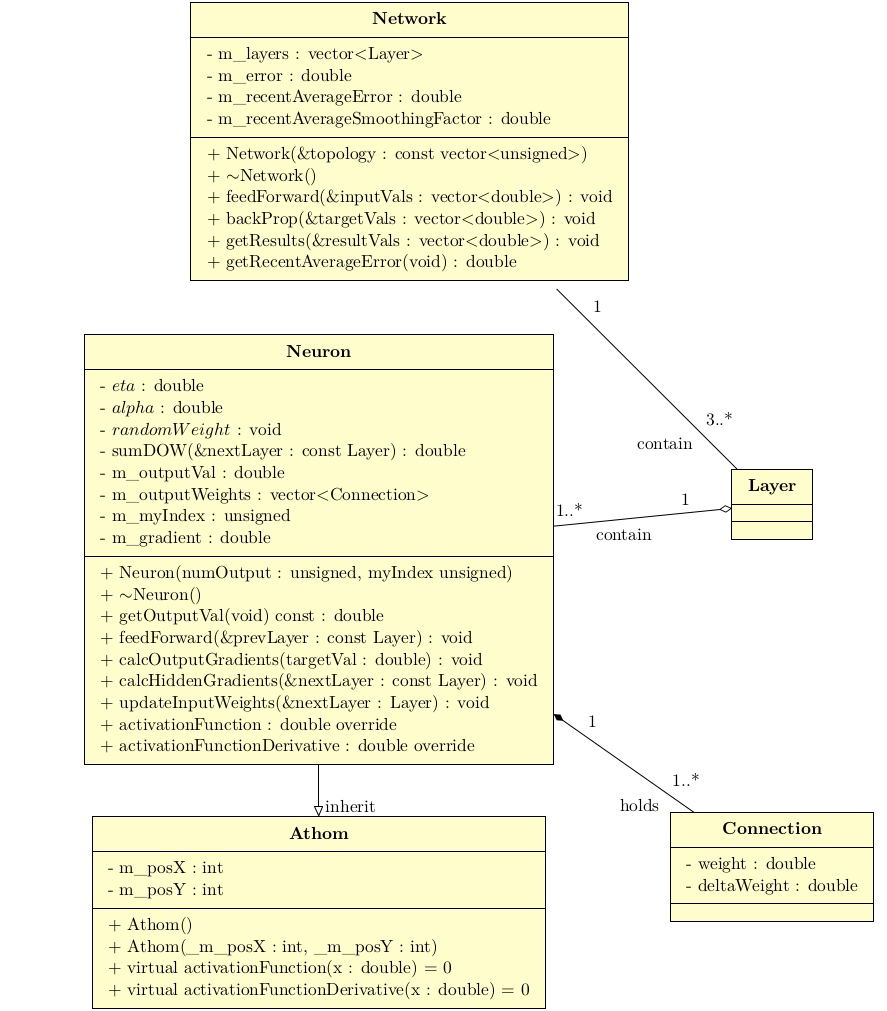 Network
- m_layers : vector<Layer>
- m_error : double
- m_recentAverageError : double
- m_recentAverageSmoothingFactor : double
+ Network(&topology : const vector<unsigned>)
+ ~Network()
+ feedForward(&inputVals : vector<double>) : void
+ backProp(&targetVals : vector<double>) : void
+ getResults(&resultVals : vector<double>) : void
+ getRecentAverageError(void) : double
1
3..*
contain
Layer
1
1..*
contain
Neuron
- eta : double
- alpha : double
- randomWeight : void
- sumDOW(&nextLayer : const Layer) : double
- m_outputVal : double
- m_outputWeights : vector<Connection>
- m_myIndex : unsigned
- m_gradient : double
+ Neuron(numOutput : unsigned, myIndex unsigned)
+ ~Neuron()
+ getOutputVal(void) const : double
+ feedForward(&prevLayer : const Layer) : void
+ calcOutputGradients(targetVal : double) : void
+ calcHiddenGradients(&nextLayer : const Layer) : void
+ updateInputWeights(&nextLayer : Layer) : void
+ activationFunction : double override
+ activationFunctionDerivative : double override
1
1..*
holds
Connection
- weight : double
- deltaWeight : double
inherit
Athom
- m_posX : int
- m_posY : int
+ Athom()
+ Athom(_m_posX : int, _m_posY : int)
+ virtual activationFunction(x : double) = 0
+ virtual activationFunctionDerivative(x : double) = 0